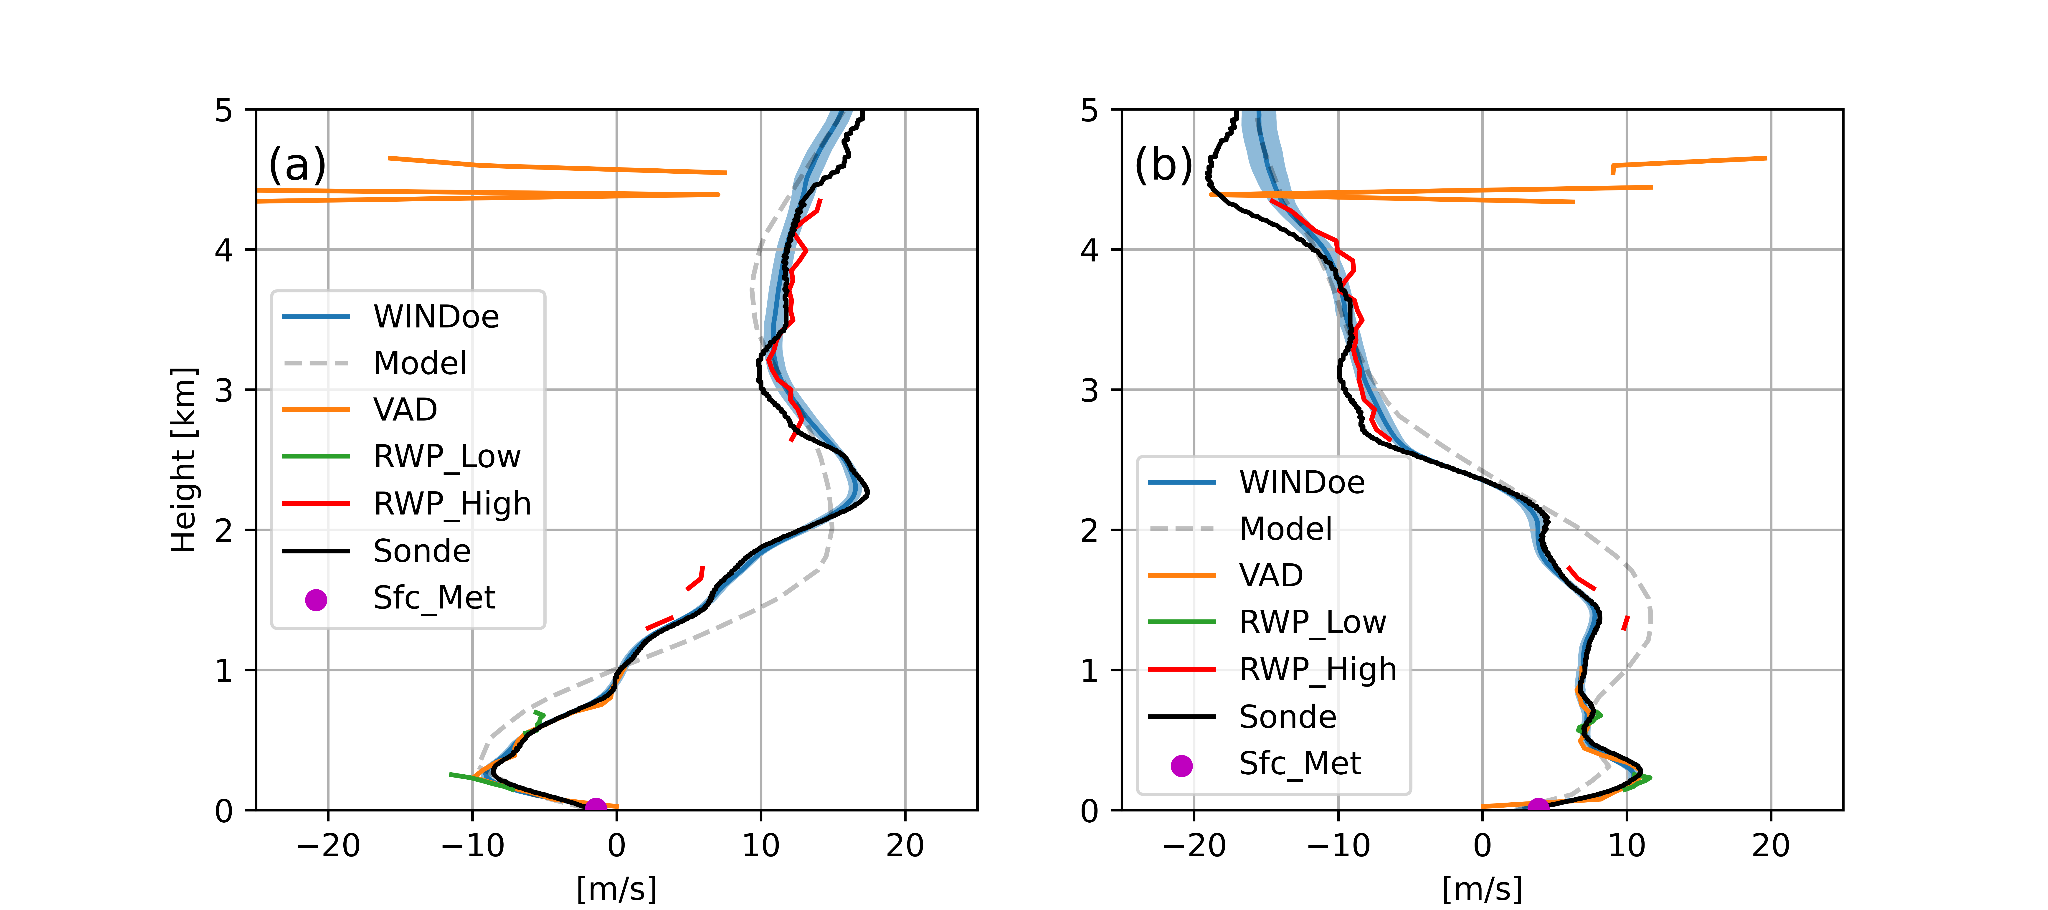 (a)
5
4
3
2
1
0
Height [km]
WINDoe
Model
VAD
RWP_Low
RWP_High
Sonde
Sfc_Met
−20 −10 0 10 20
[m/s]
(b)
5
4
3
2
1
0
WINDoe
Model
VAD
RWP_Low
RWP_High
Sonde
Sfc_Met
−20 −10 0 10 20
[m/s]